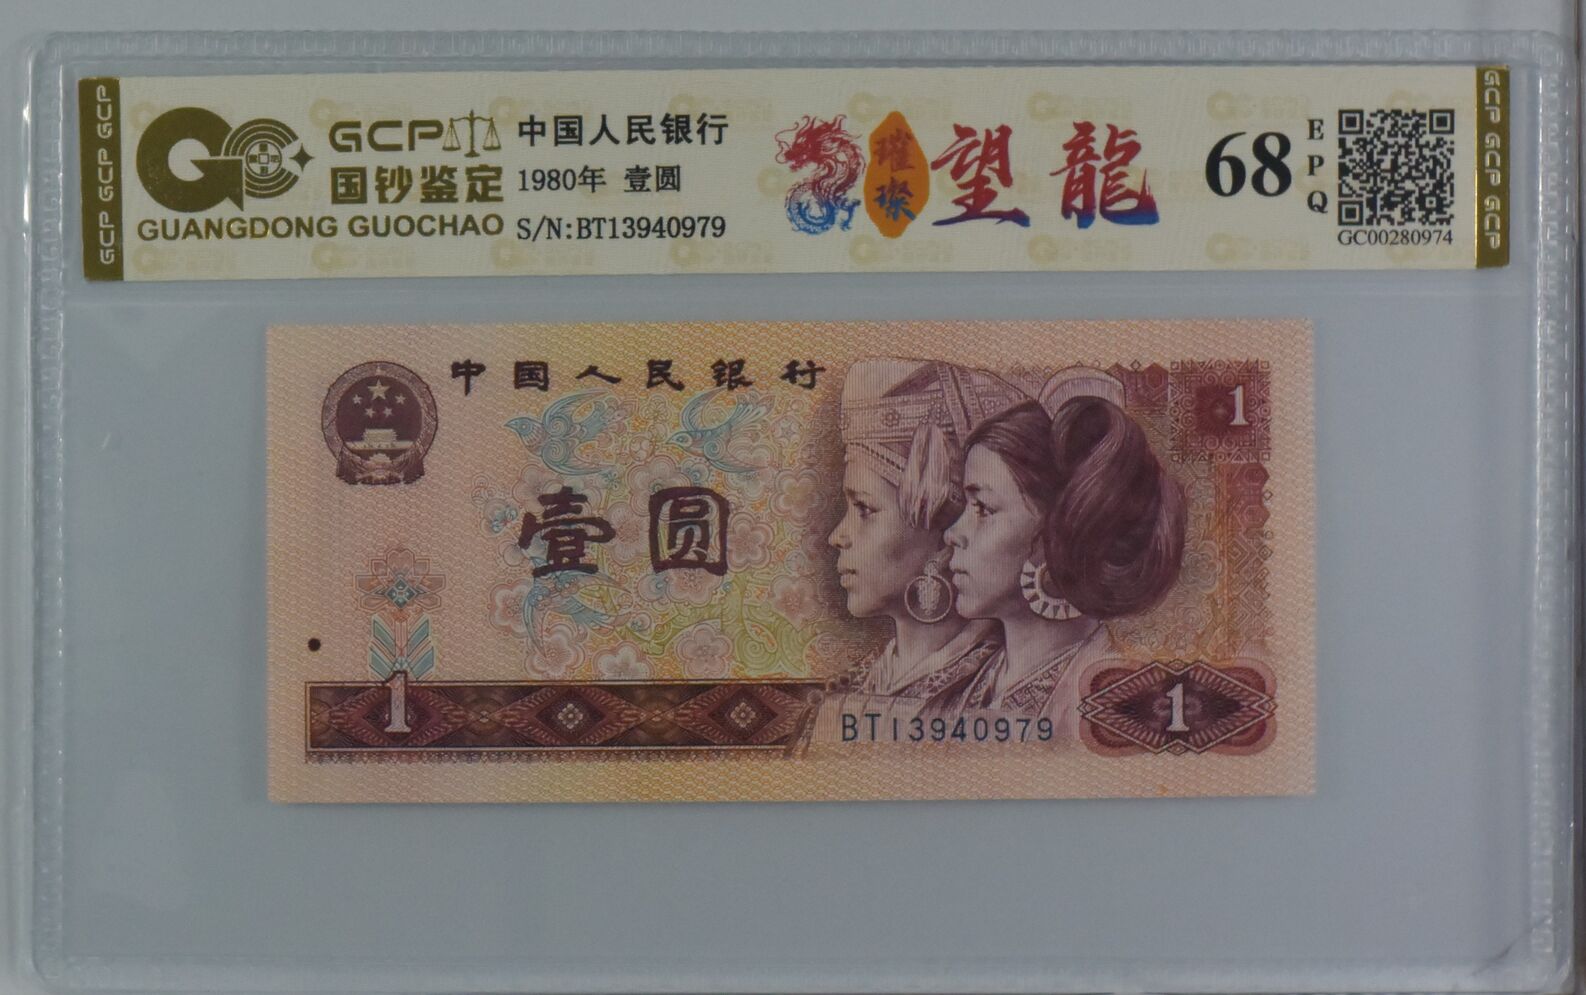 GCP GCP GCP
GCP
国钞鉴定
GUANGDONG GUOCHAO
中国人民银行
1980年 壹圆
S/N:BT13940979
璀璨
望龍
68
EPQ
GC00280974
GCP GCP GCP
中国人民银行
1
壹圆
1
BT13940979
1